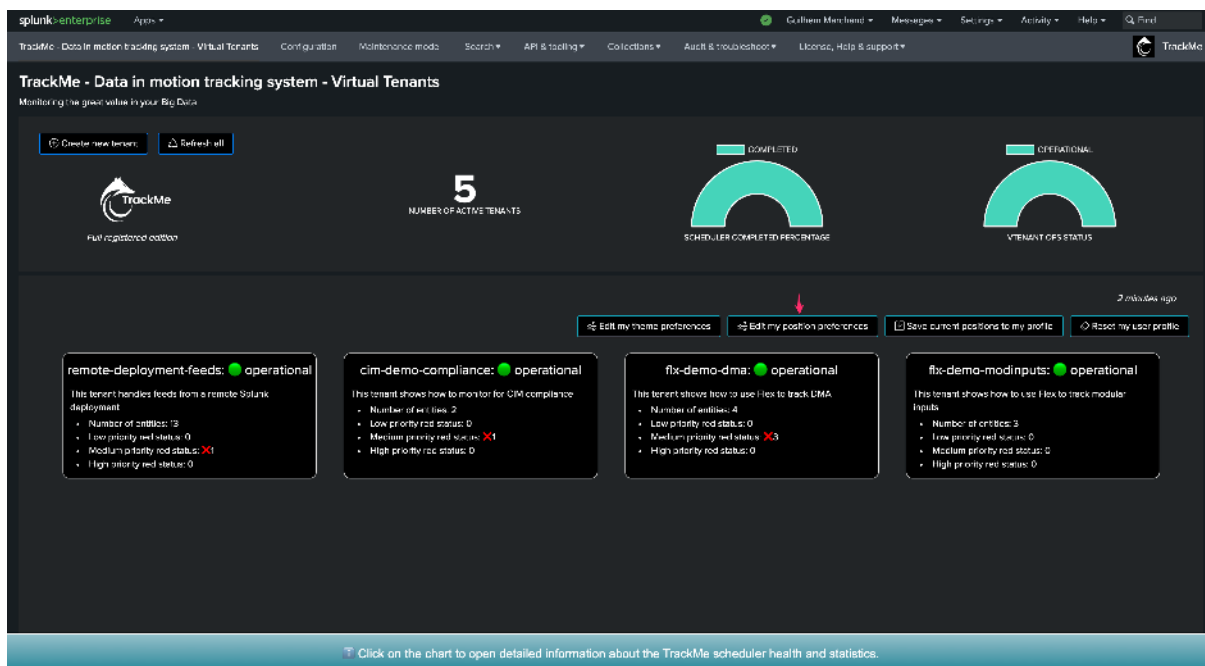 splunk>enterprise Apps ▾ Guilhem Marchand ▾ Messages ▾ Settings ▾ Activity ▾ Help ▾ Find
TrackMe - Data in motion tracking system - Virtual Tenants Configuration Maintenance mode Search ▾ API & tooling ▾ Collections ▾ Audit & troubleshoot ▾ License, Help & support ▾ TrackMe
TrackMe - Data in motion tracking system - Virtual Tenants
Monitoring the great value in your Big Data
Create new tenant Refresh all
TrackMe
Full registered edition
5
NUMBER OF ACTIVE TENANTS
COMPLETED
SCHEDULER COMPLETED PERCENTAGE
OPERATIONAL
VTENANT OPS STATUS
2 minutes ago
Edit my theme preferences Edit my position preferences Save current positions to my profile Reset my user profile
remote-deployment-feeds: operational
This tenant handles feeds from a remote Splunk
deployment
• Number of entities: 13
• Low priority red status: 0
• Medium priority red status: ❌1
• High priority red status: 0
cim-demo-compliance: operational
This tenant shows how to monitor for CIM compliance
• Number of entities: 2
• Low priority red status: 0
• Medium priority red status: ❌1
• High priority red status: 0
flx-demo-dma: operational
This tenant shows how to use Flex to track DMA
• Number of entities: 4
• Low priority red status: 0
• Medium priority red status: ❌3
• High priority red status: 0
flx-demo-modinputs: operational
This tenant shows how to use Flex to track modular
inputs
• Number of entities: 3
• Low priority red status: 0
• Medium priority red status: 0
• High priority red status: 0
Click on the chart to open detailed information about the TrackMe scheduler health and statistics.